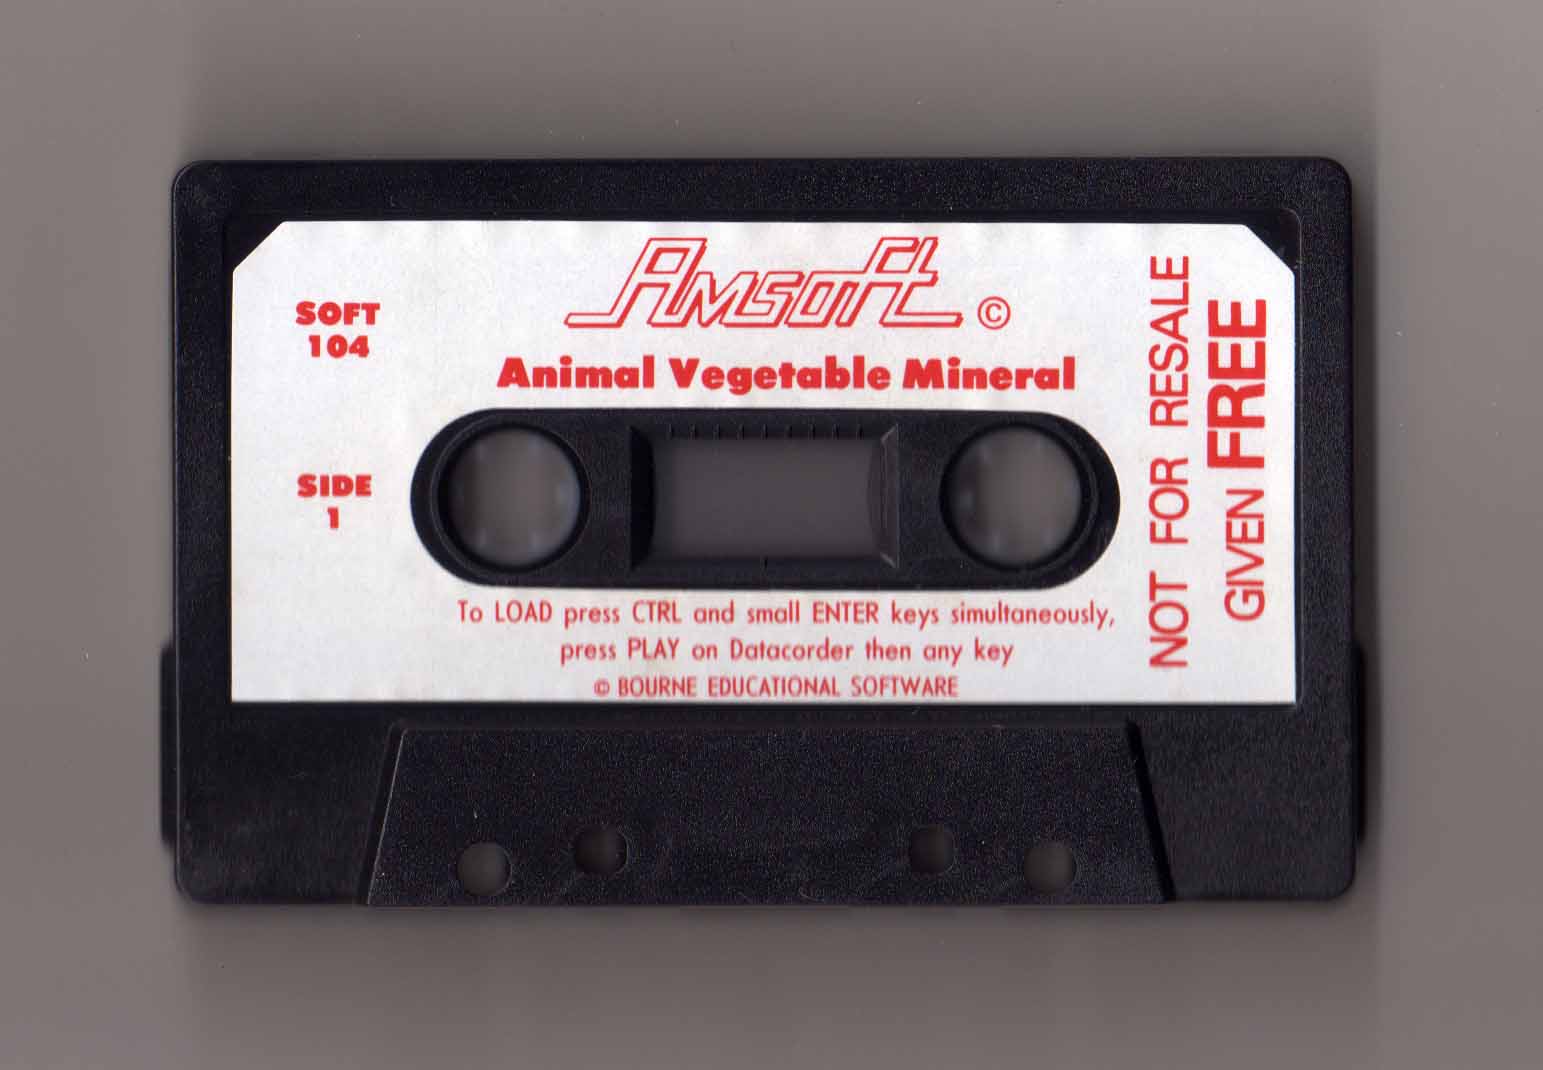 Amsoft ©
SOFT
104
Animal Vegetable Mineral
SIDE
1
To LOAD press CTRL and small ENTER keys simultaneously,
press PLAY on Datacorder then any key
© BOURNE EDUCATIONAL SOFTWARE
NOT FOR RESALE
GIVEN FREE